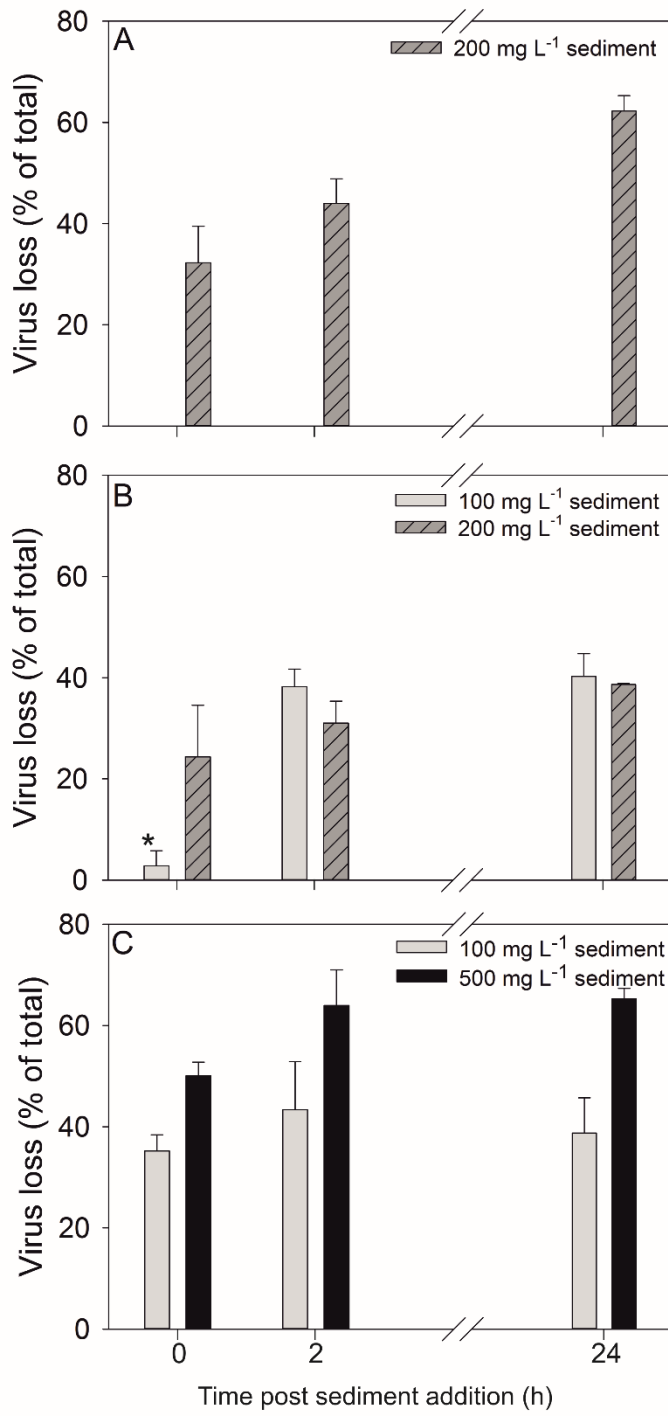 A
200 mg L⁻¹ sediment
Virus loss (% of total)
80
60
40
20
0
B
100 mg L⁻¹ sediment
200 mg L⁻¹ sediment
Virus loss (% of total)
80
60
40
20
0
*
C
100 mg L⁻¹ sediment
500 mg L⁻¹ sediment
Virus loss (% of total)
80
60
40
20
0
0 2 24
Time post sediment addition (h)